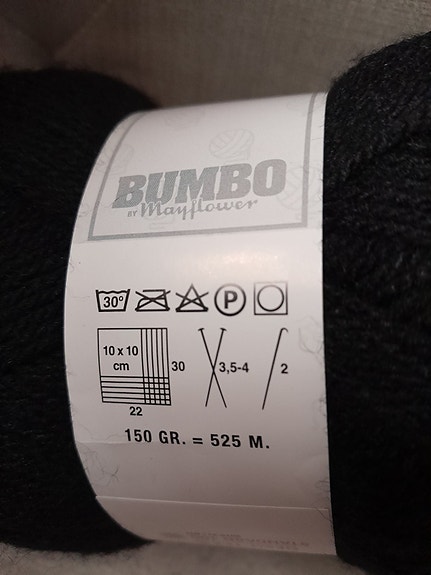 BUMBO
BY Mayflower
30° P
10 x 10
cm
30
3,5-4
2
22
150 GR. = 525 M.